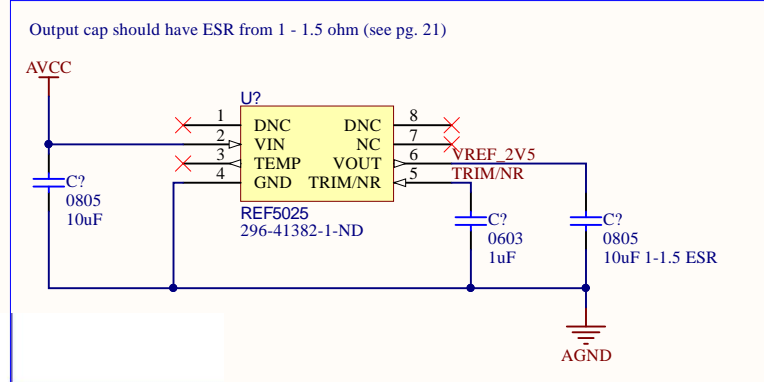 Output cap should have ESR from 1 - 1.5 ohm (see pg. 21)
AVCC
U?
1 DNC DNC 8
2 VIN NC 7
3 TEMP VOUT 6 VREF_2V5
4 GND TRIM/NR 5 TRIM/NR
C?
0805
10uF
REF5025
296-41382-1-ND
C?
0603
1uF
C?
0805
10uF 1-1.5 ESR
AGND